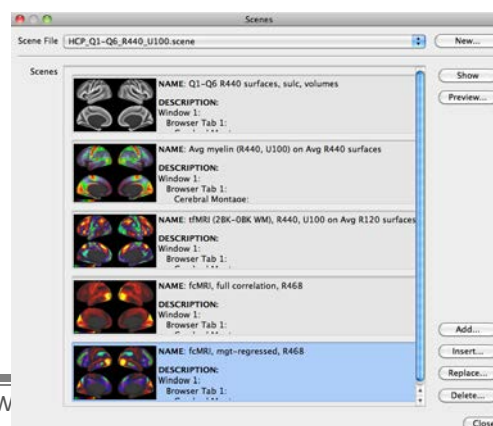 Scenes
Scene File HCP_Q1-Q6_R440_U100.scene New...
Scenes
Show
Preview...
NAME: Q1-Q6 R440 surfaces, sulc, volumes
DESCRIPTION:
Window 1:
Browser Tab 1:
NAME: Avg myelin (R440, U100) on Avg R440 surfaces
DESCRIPTION:
Window 1:
Browser Tab 1:
Cerebral Montage:
NAME: tfMRI (2BK-0BK WM), R440, U100 on Avg R120 surfaces
DESCRIPTION:
Window 1:
Browser Tab 1:
NAME: fcMRI, full correlation, R468
DESCRIPTION:
Window 1:
Browser Tab 1:
NAME: fcMRI, mgt-regressed, R468
DESCRIPTION:
Window 1:
Browser Tab 1:
Add...
Insert...
Replace...
Delete...
Close